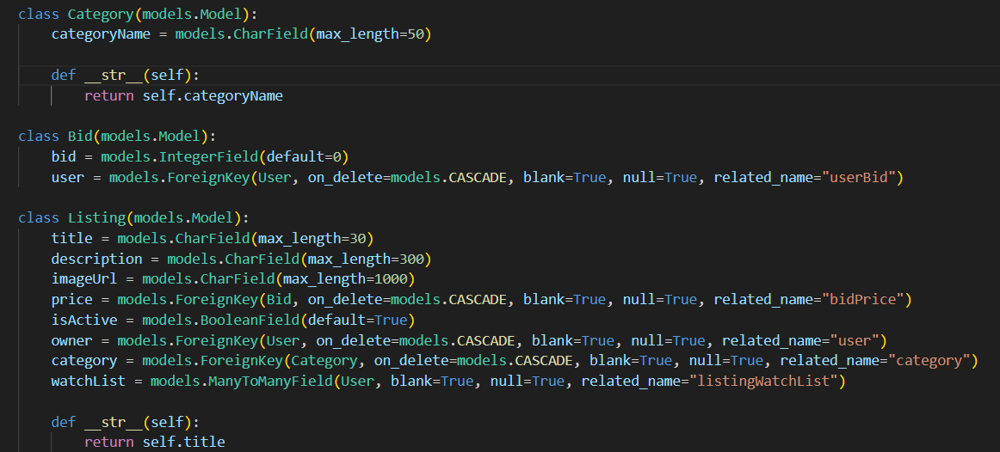 class Category(models.Model):
    categoryName = models.CharField(max_length=50)
    def __str__(self):
        return self.categoryName
class Bid(models.Model):
    bid = models.IntegerField(default=0)
    user = models.ForeignKey(User, on_delete=models.CASCADE, blank=True, null=True, related_name="userBid")
class Listing(models.Model):
    title = models.CharField(max_length=30)
    description = models.CharField(max_length=300)
    imageUrl = models.CharField(max_length=1000)
    price = models.ForeignKey(Bid, on_delete=models.CASCADE, blank=True, null=True, related_name="bidPrice")
    isActive = models.BooleanField(default=True)
    owner = models.ForeignKey(User, on_delete=models.CASCADE, blank=True, null=True, related_name="user")
    category = models.ForeignKey(Category, on_delete=models.CASCADE, blank=True, null=True, related_name="category")
    watchList = models.ManyToManyField(User, blank=True, null=True, related_name="listingWatchList")
    def __str__(self):
        return self.title